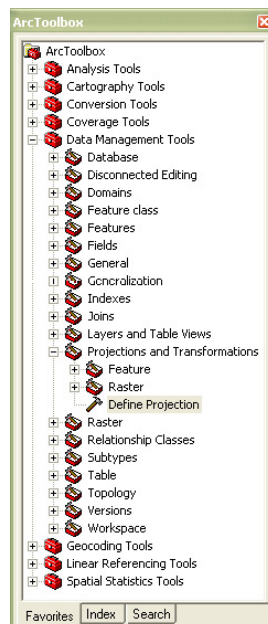 ArcToolbox
ArcToolbox
Analysis Tools
Cartography Tools
Conversion Tools
Coverage Tools
Data Management Tools
Database
Disconnected Editing
Domains
Feature class
Features
Fields
General
Generalization
Indexes
Joins
Layers and Table Views
Projections and Transformations
Feature
Raster
Define Projection
Raster
Relationship Classes
Subtypes
Table
Topology
Versions
Workspace
Geocoding Tools
Linear Referencing Tools
Spatial Statistics Tools
Favorites Index Search